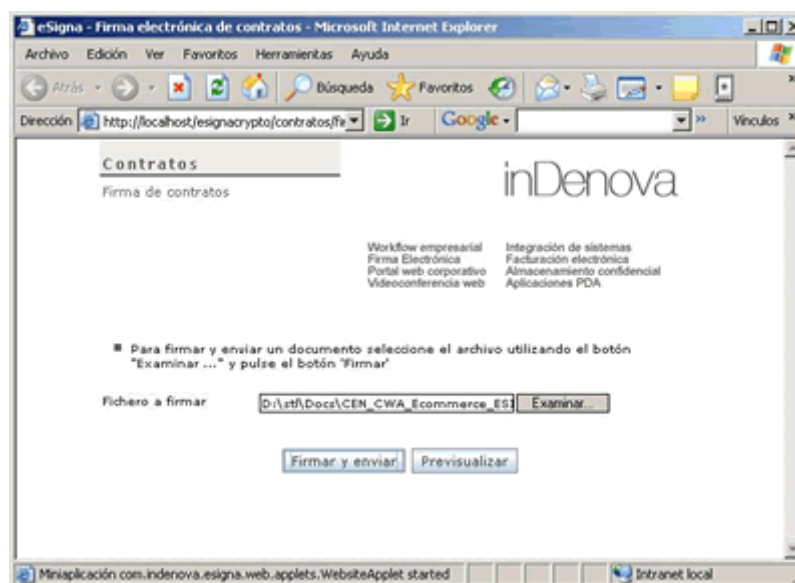 eSigna - Firma electrónica de contratos - Microsoft Internet Explorer
Archivo Edición Ver Favoritos Herramientas Ayuda
Atrás Búsqueda Favoritos
Dirección http://localhost/esignacrypto/contratos/fir Ir Google Vínculos
Contratos
Firma de contratos
inDenova
Workflow empresarial Integración de sistemas
Firma Electrónica Facturación electrónica
Portal web corporativo Almacenamiento confidencial
Videoconferencia web Aplicaciones PDA
Para firmar y enviar un documento seleccione el archivo utilizando el botón
"Examinar ..." y pulse el botón 'Firmar'
Fichero a firmar D:\stf\Docs\CEN_CWA_Ecommerce_ESI Examinar...
Firmar y enviar Previsualizar
Miniaplicación com.indenova.esigna.web.applets.WebsiteApplet started Intranet local